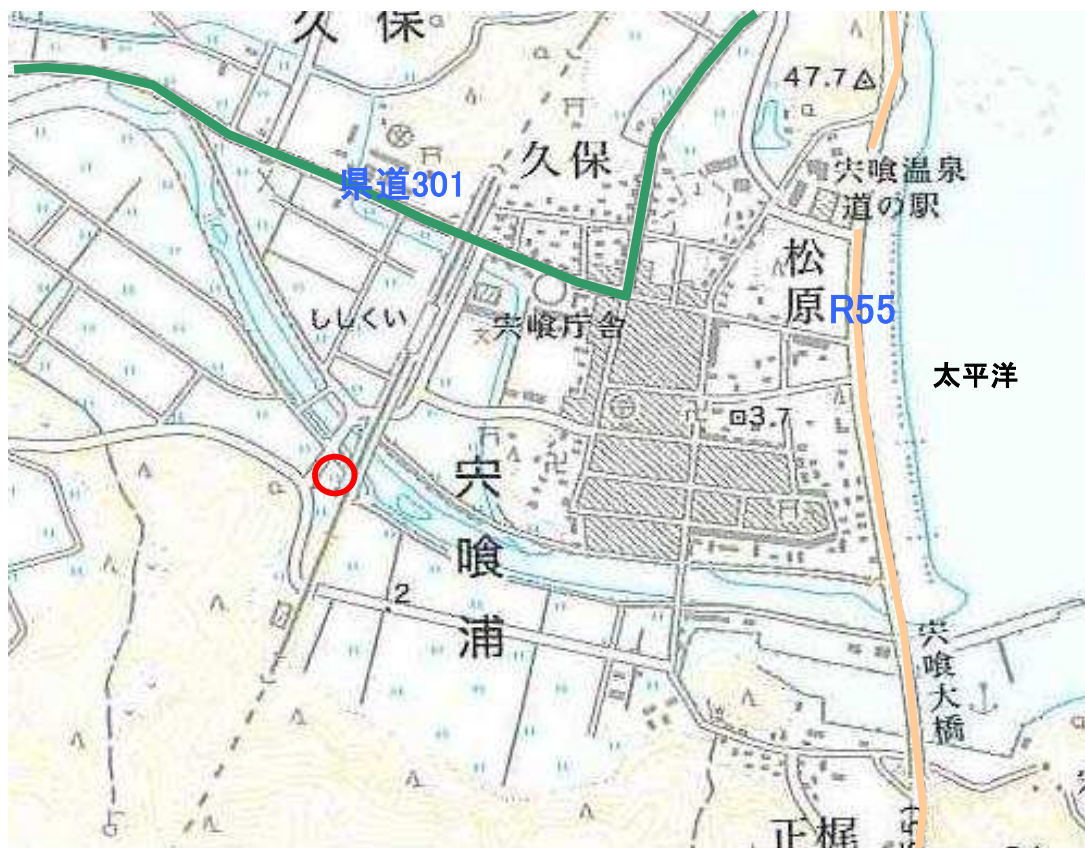 久保
47.7
久保
宍喰温泉
道の駅
県道301
松原
R55
ししくい
宍喰庁舎
太平洋
3.7
宍喰浦
2
宍喰大橋
正梶